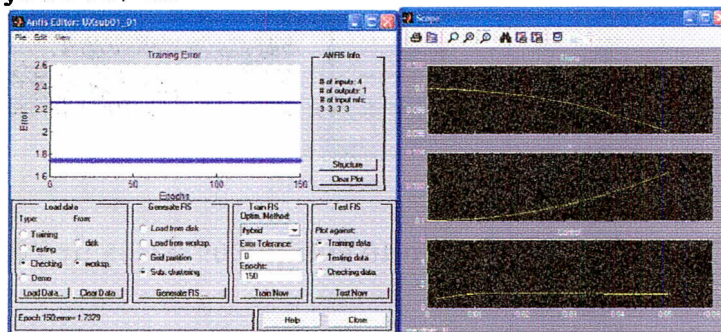 Anfis Editor: UXsub01_01
File Edit View
Training Error
2.6
2.4
2.2
2
1.8
1.6
Error
0 50 100 150
Epochs
ANFIS Info.
# of inputs: 4
# of outputs: 1
# of input mfs:
3 3 3 3
Structure
Clear Plot
Load data
Type: From:
Training
Testing
Checking
Demo
disk
worksp.
Load Data... Clear Data
Generate FIS
Load from disk
Load from worksp.
Grid partition
Sub. clustering
Generate FIS ...
Train FIS
Optim. Method:
hybrid
Error Tolerance:
0
Epochs:
150
Train Now
Test FIS
Plot against:
Training data
Testing data
Checking data
Test Now
Epoch 150:error= 1.7329
Help Close
Scope